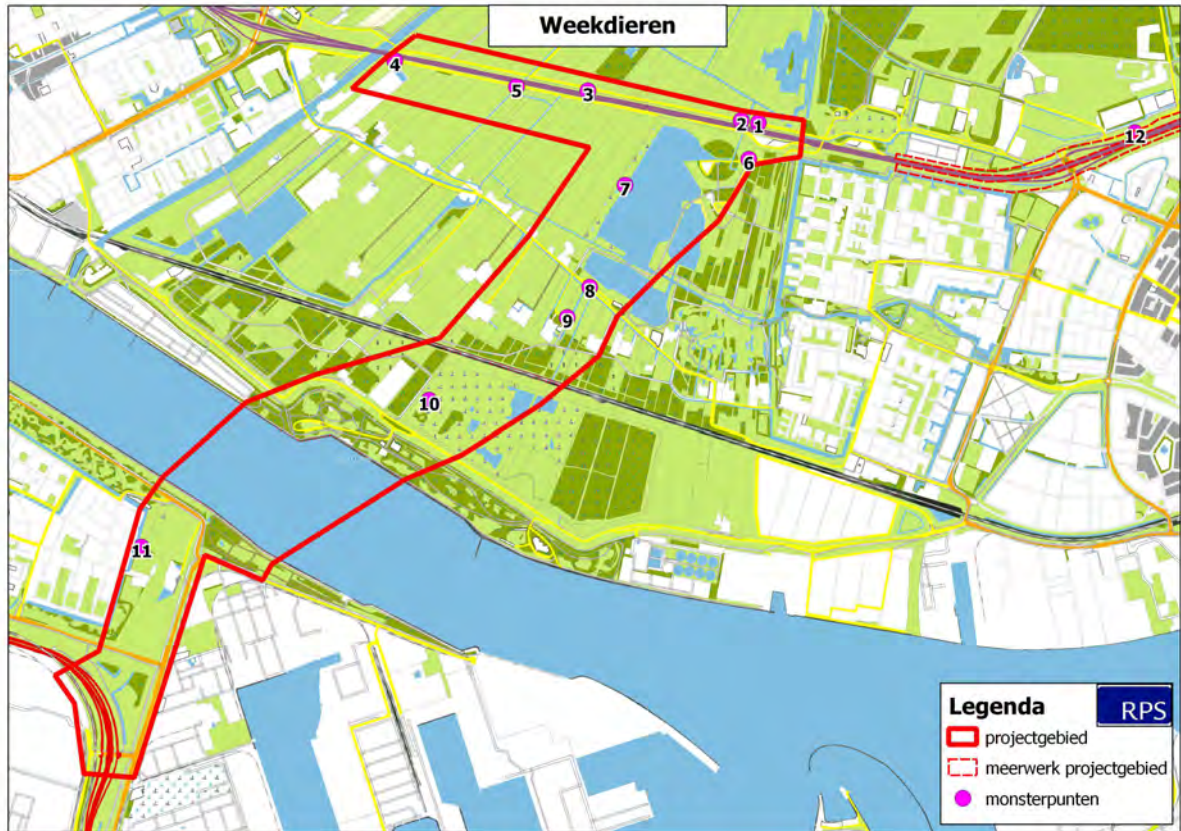 Weekdieren
4
5
3
2
1
12
6
7
8
9
10
11
Legenda
RPS
projectgebied
meerwerk projectgebied
monsterpunten